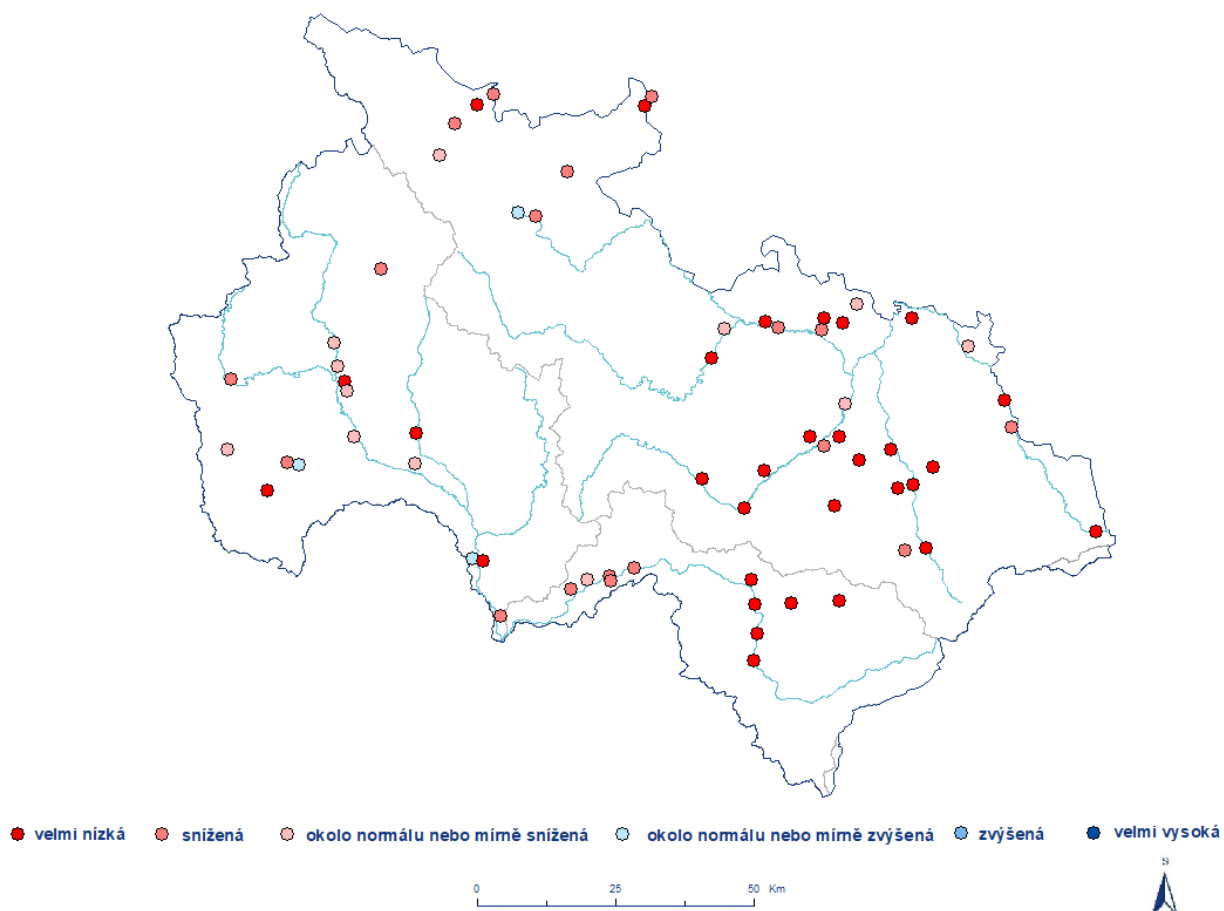 velmi nízká snížená okolo normálu nebo mírně snížená okolo normálu nebo mírně zvýšená zvýšená velmi vysoká
0 25 50 Km
S